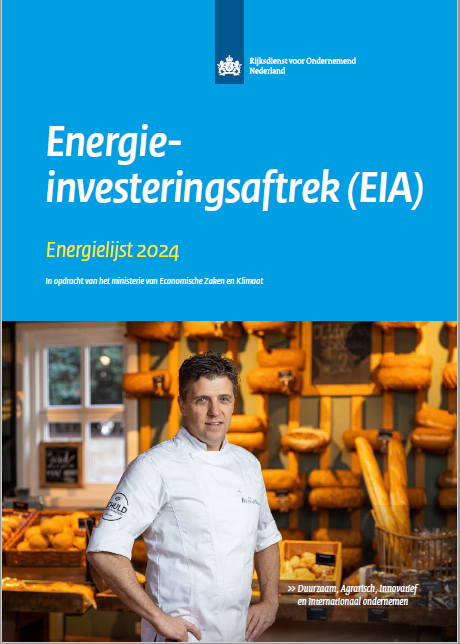 Rijksdienst voor Ondernemend
Nederland
Energie-
investeringsaftrek (EIA)
Energielijst 2024
In opdracht van het ministerie van Economische Zaken en Klimaat
>> Duurzaam, Agrarisch, Innovatief
en Internationaal ondernemen